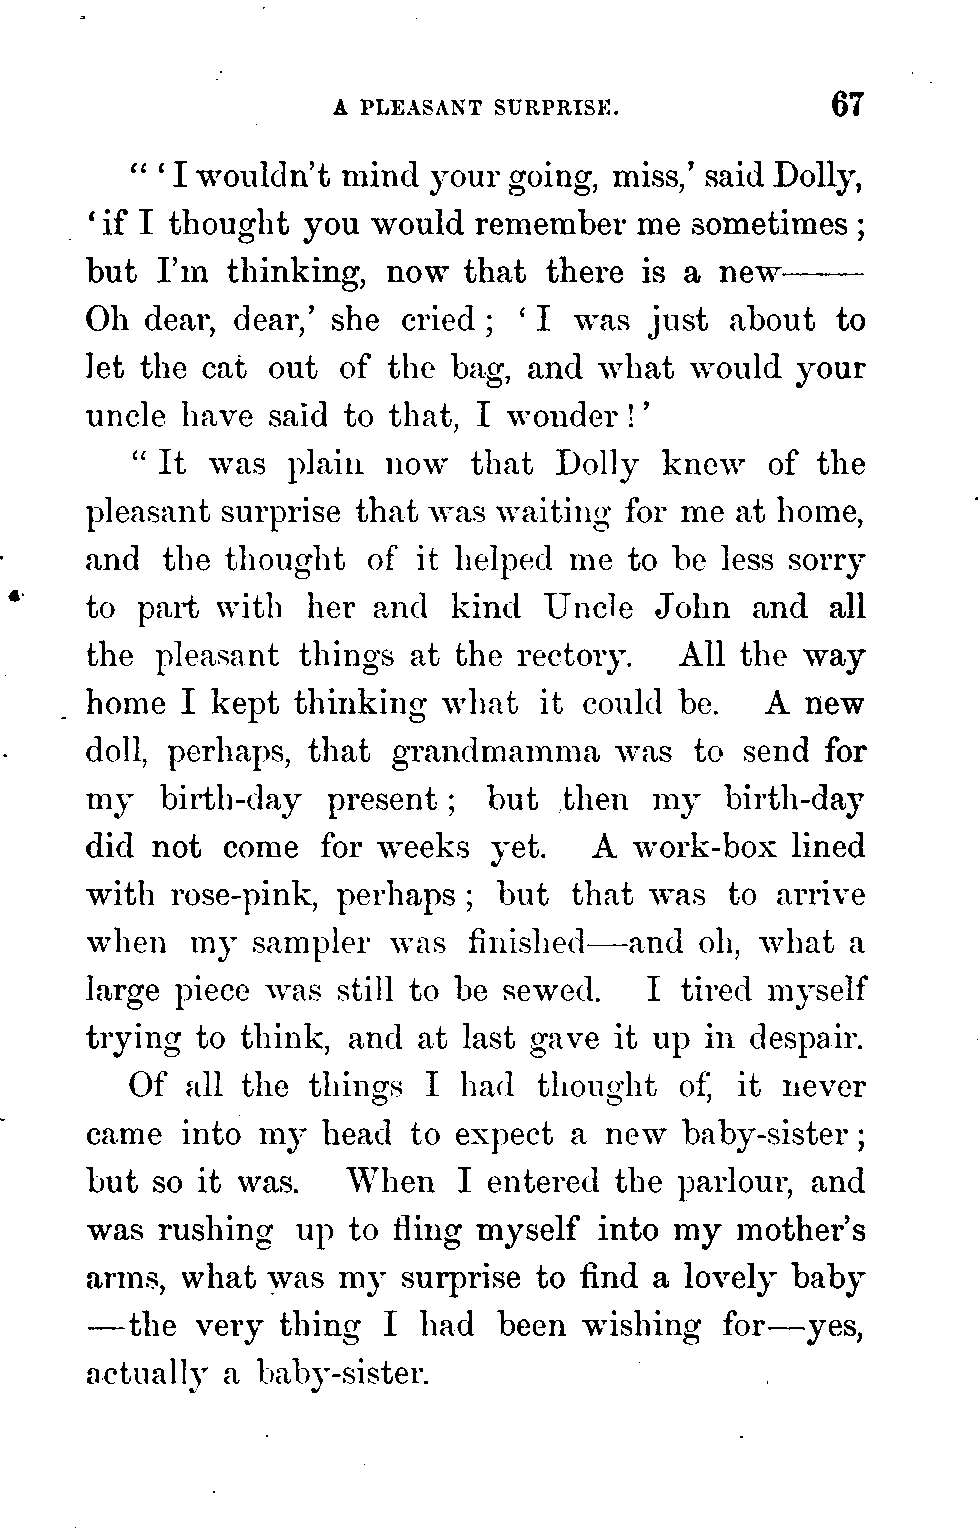 A PLEASANT SURPRISE. 67
“ ‘ I wouldn’t mind your going, miss,’ said Dolly,
‘ if I thought you would remember me sometimes ;
but I’m thinking, now that there is a new——
Oh dear, dear,’ she cried ; ‘ I was just about to
let the cat out of the bag, and what would your
uncle have said to that, I wonder ! ’
“ It was plain now that Dolly knew of the
pleasant surprise that was waiting for me at home,
and the thought of it helped me to be less sorry
to part with her and kind Uncle John and all
the pleasant things at the rectory. All the way
home I kept thinking what it could be. A new
doll, perhaps, that grandmamma was to send for
my birth-day present ; but then my birth-day
did not come for weeks yet. A work-box lined
with rose-pink, perhaps ; but that was to arrive
when my sampler was finished—and oh, what a
large piece was still to be sewed. I tired myself
trying to think, and at last gave it up in despair.
Of all the things I had thought of, it never
came into my head to expect a new baby-sister ;
but so it was. When I entered the parlour, and
was rushing up to fling myself into my mother’s
arms, what was my surprise to find a lovely baby
—the very thing I had been wishing for—yes,
actually a baby-sister.